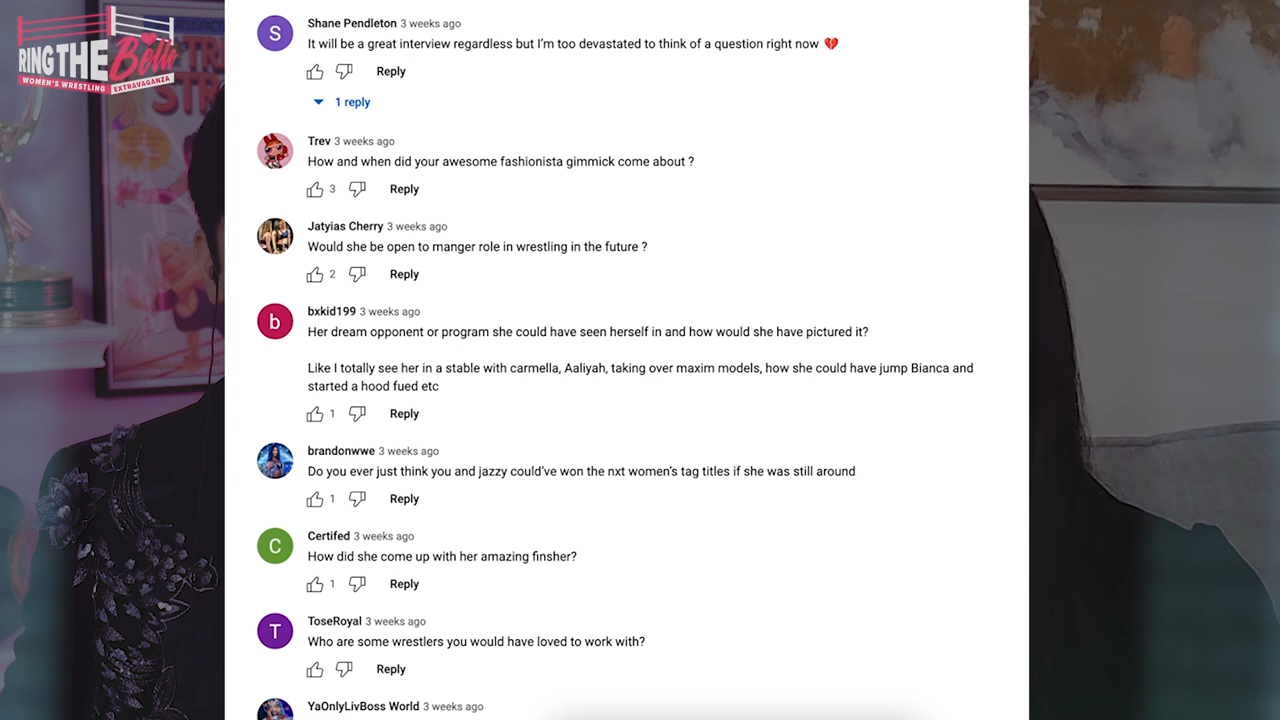 RING THE Belle
WOMEN'S WRESTLING EXTRAVAGANZA
S
Shane Pendleton 3 weeks ago
It will be a great interview regardless but I'm too devastated to think of a question right now 💔
Reply
1 reply
Trev 3 weeks ago
How and when did your awesome fashionista gimmick come about ?
3 Reply
Jatyias Cherry 3 weeks ago
Would she be open to manger role in wrestling in the future ?
2 Reply
b
bxkid199 3 weeks ago
Her dream opponent or program she could have seen herself in and how would she have pictured it?
Like I totally see her in a stable with carmella, Aaliyah, taking over maxim models, how she could have jump Bianca and
started a hood fued etc
1 Reply
brandonwwe 3 weeks ago
Do you ever just think you and jazzy could've won the nxt women's tag titles if she was still around
1 Reply
C
Certifed 3 weeks ago
How did she come up with her amazing finsher?
1 Reply
T
ToseRoyal 3 weeks ago
Who are some wrestlers you would have loved to work with?
Reply
YaOnlyLivBoss World 3 weeks ago